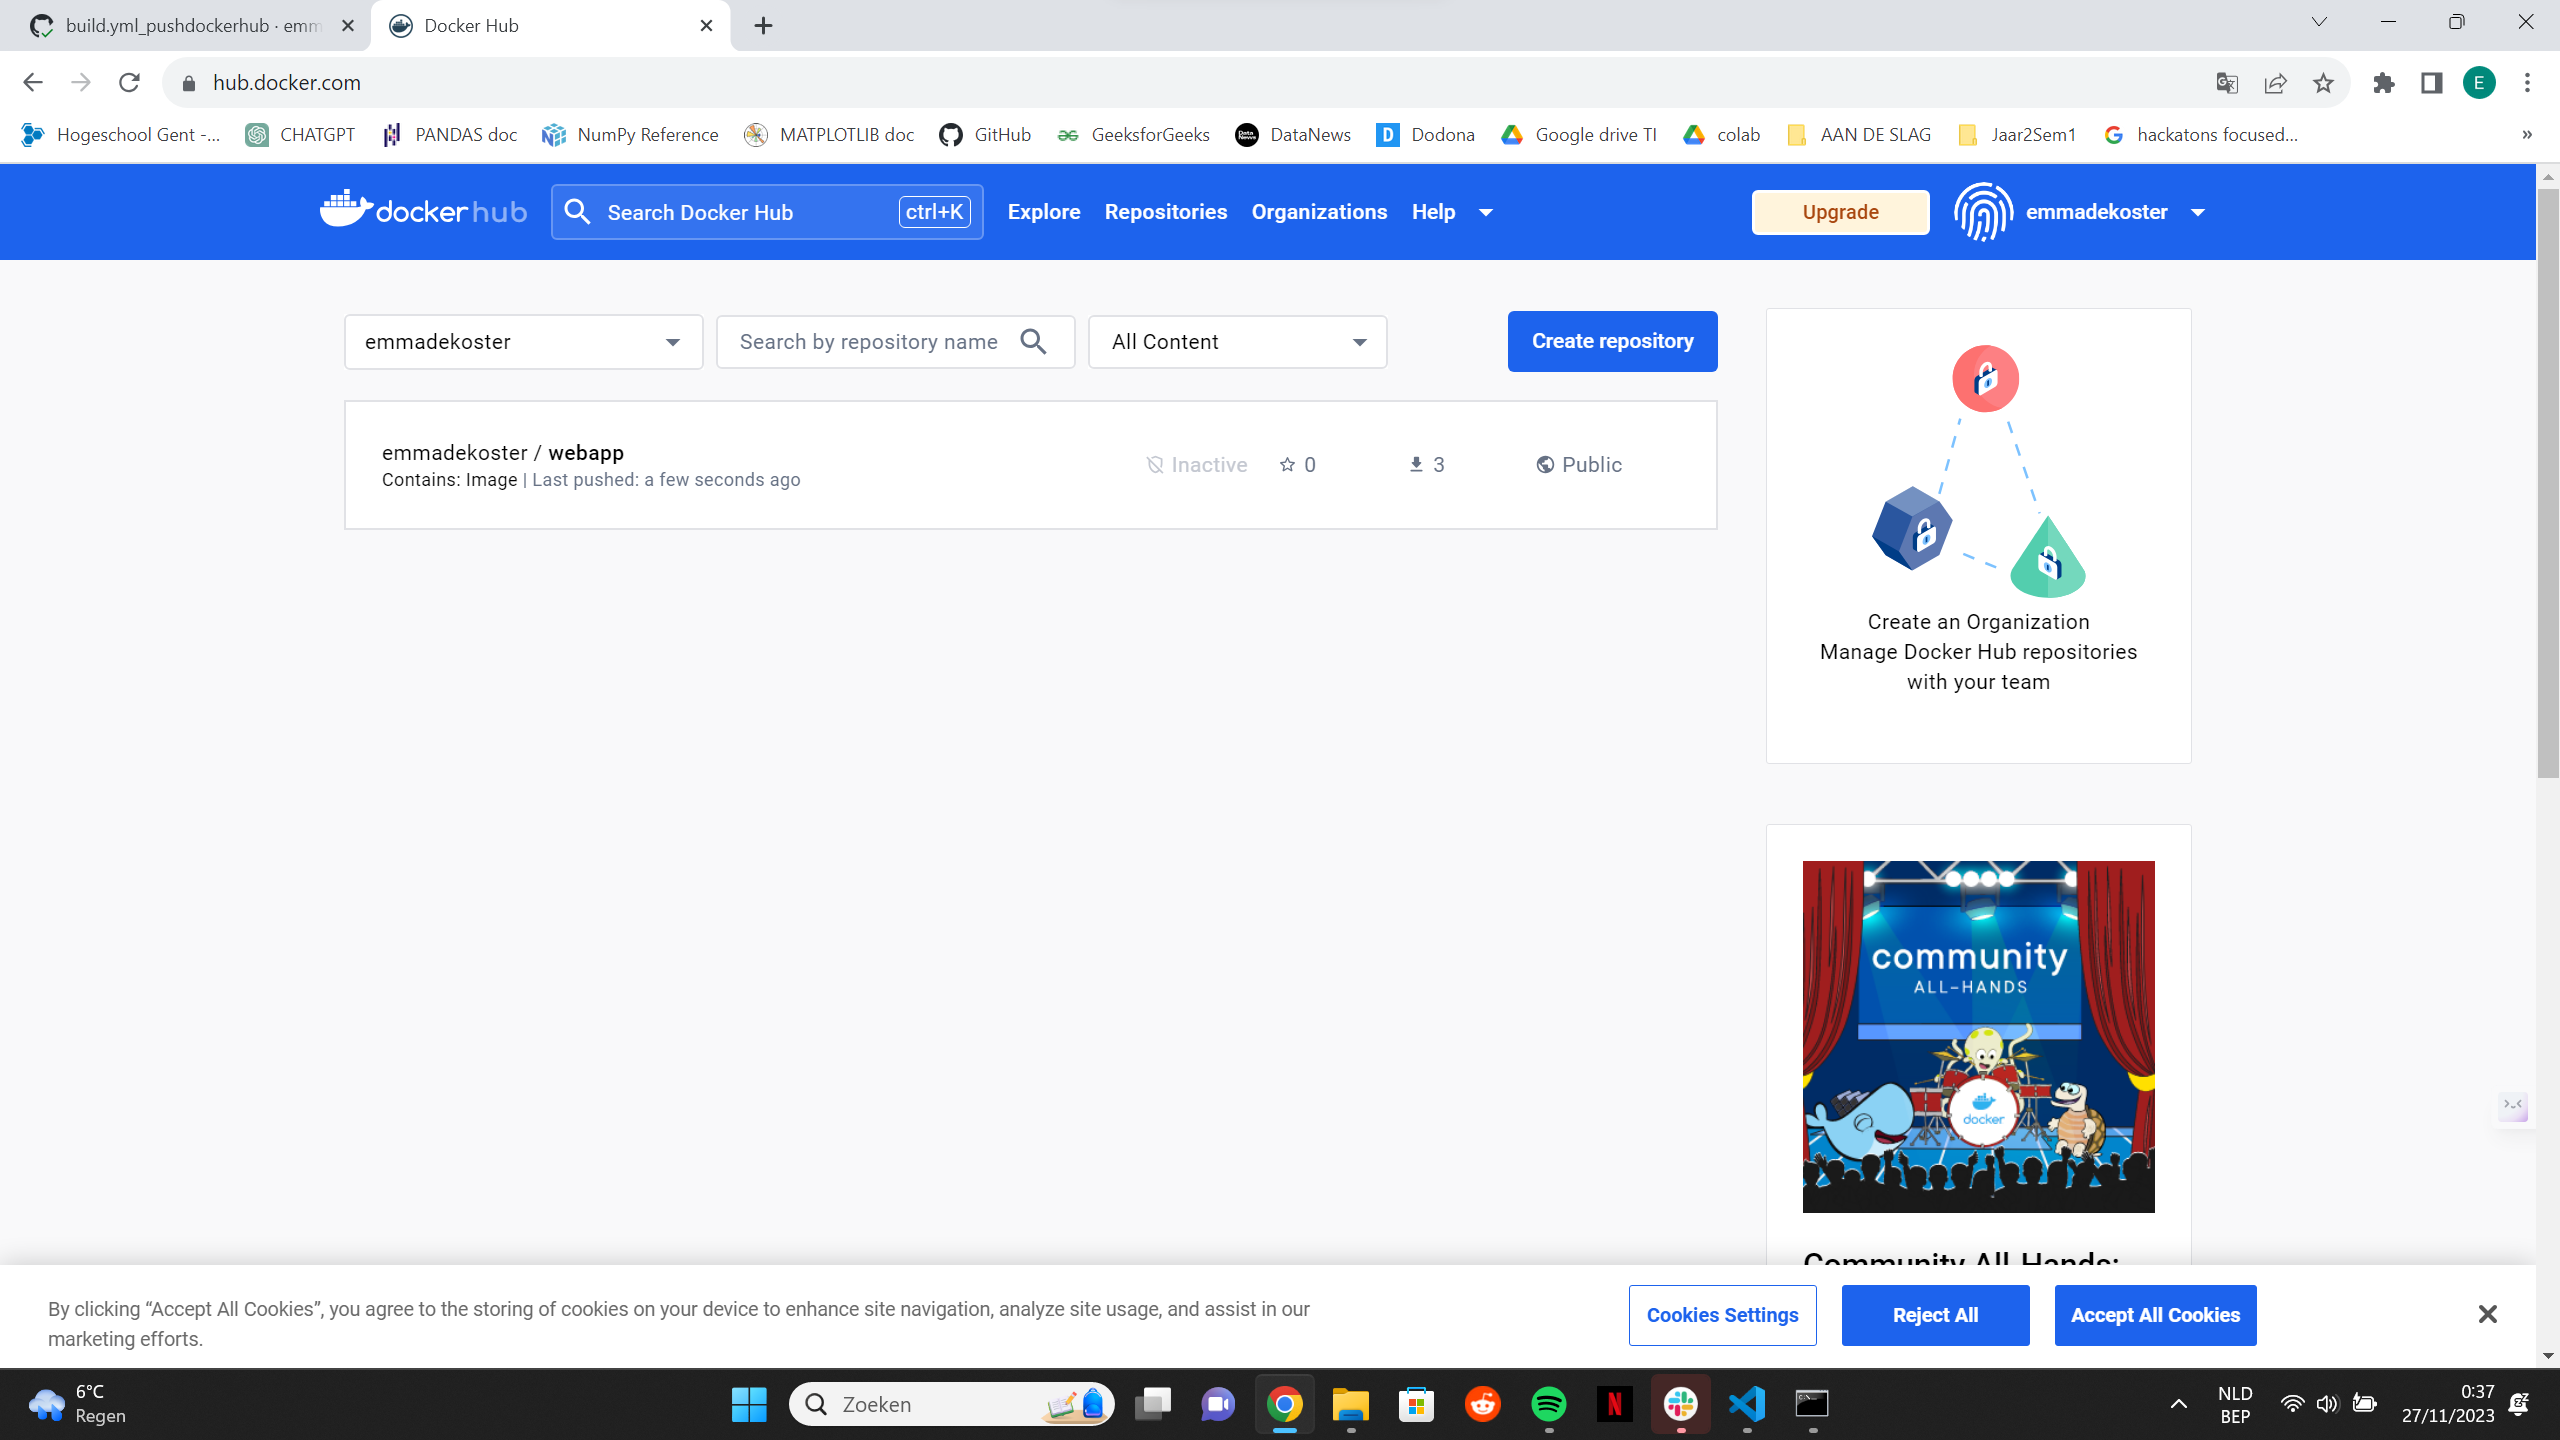 build.yml_pushdockerhub · emm
Docker Hub
hub.docker.com
E
Hogeschool Gent -...
CHATGPT
PANDAS doc
NumPy Reference
MATPLOTLIB doc
GitHub
GeeksforGeeks
DataNews
Dodona
Google drive TI
colab
AAN DE SLAG
Jaar2Sem1
hackatons focused...
»
docker hub
Search Docker Hub
ctrl+K
Explore
Repositories
Organizations
Help
Upgrade
emmadekoster
emmadekoster
Search by repository name
All Content
Create repository
emmadekoster / webapp
Contains: Image | Last pushed: a few seconds ago
Inactive
0
3
Public
Create an Organization
Manage Docker Hub repositories
with your team
community
ALL-HANDS
docker
Community All-Hands:
By clicking “Accept All Cookies”, you agree to the storing of cookies on your device to enhance site navigation, analyze site usage, and assist in our
marketing efforts.
Cookies Settings
Reject All
Accept All Cookies
6°C
Regen
Zoeken
NLD
BEP
0:37
27/11/2023